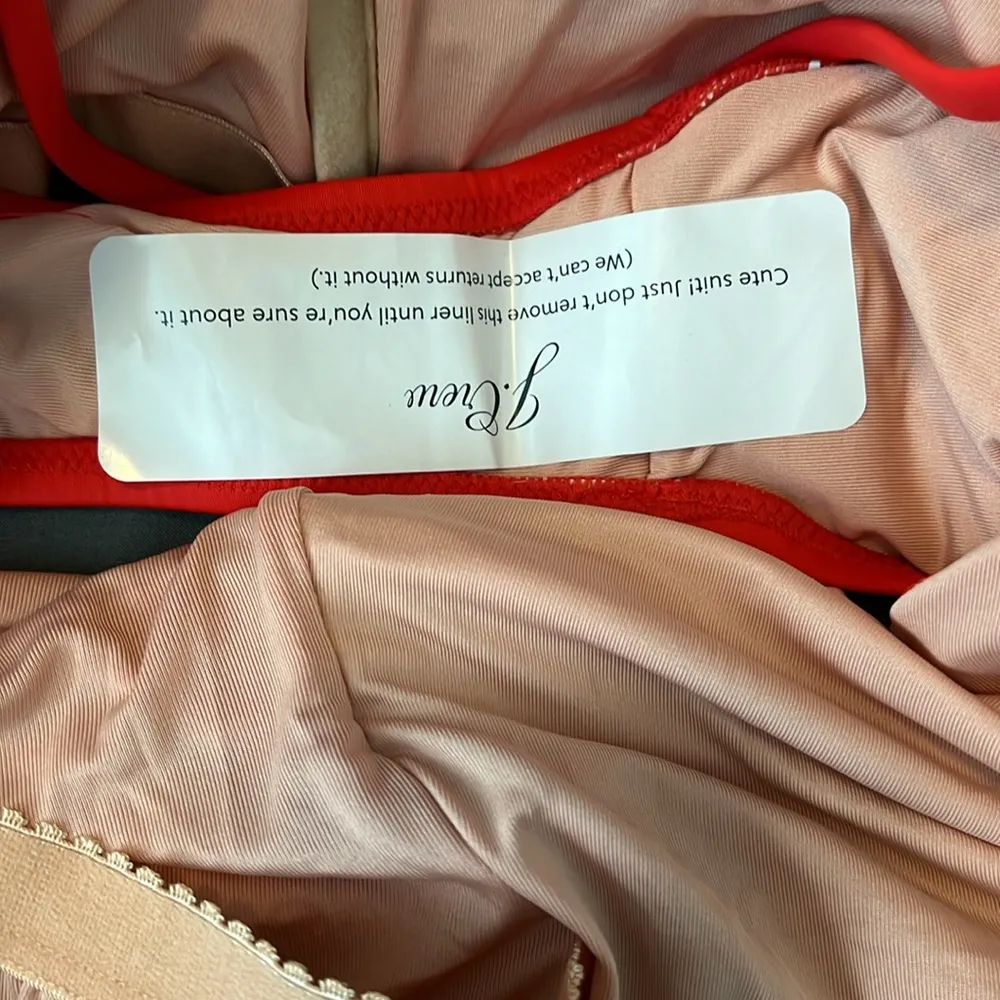 J.Crew
Cute suit! Just don't remove this liner until you're sure about it.
(We can't accept returns without it.)